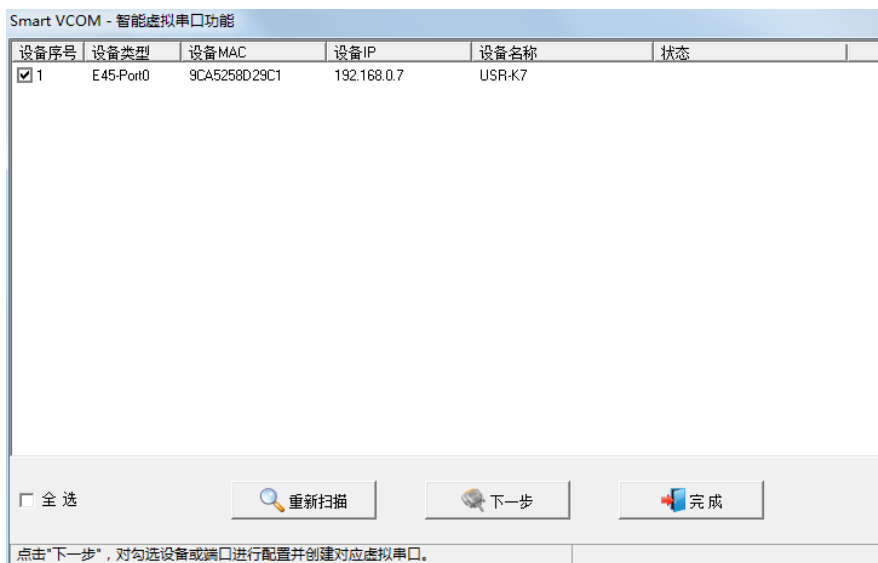 Smart VCOM - 智能虚拟串口功能
设备序号 设备类型 设备MAC 设备IP 设备名称 状态
1 E45-Port0 9CA5258D29C1 192.168.0.7 USR-K7
全选 重新扫描 下一步 完成
点击"下一步"，对勾选设备或端口进行配置并创建对应虚拟串口。